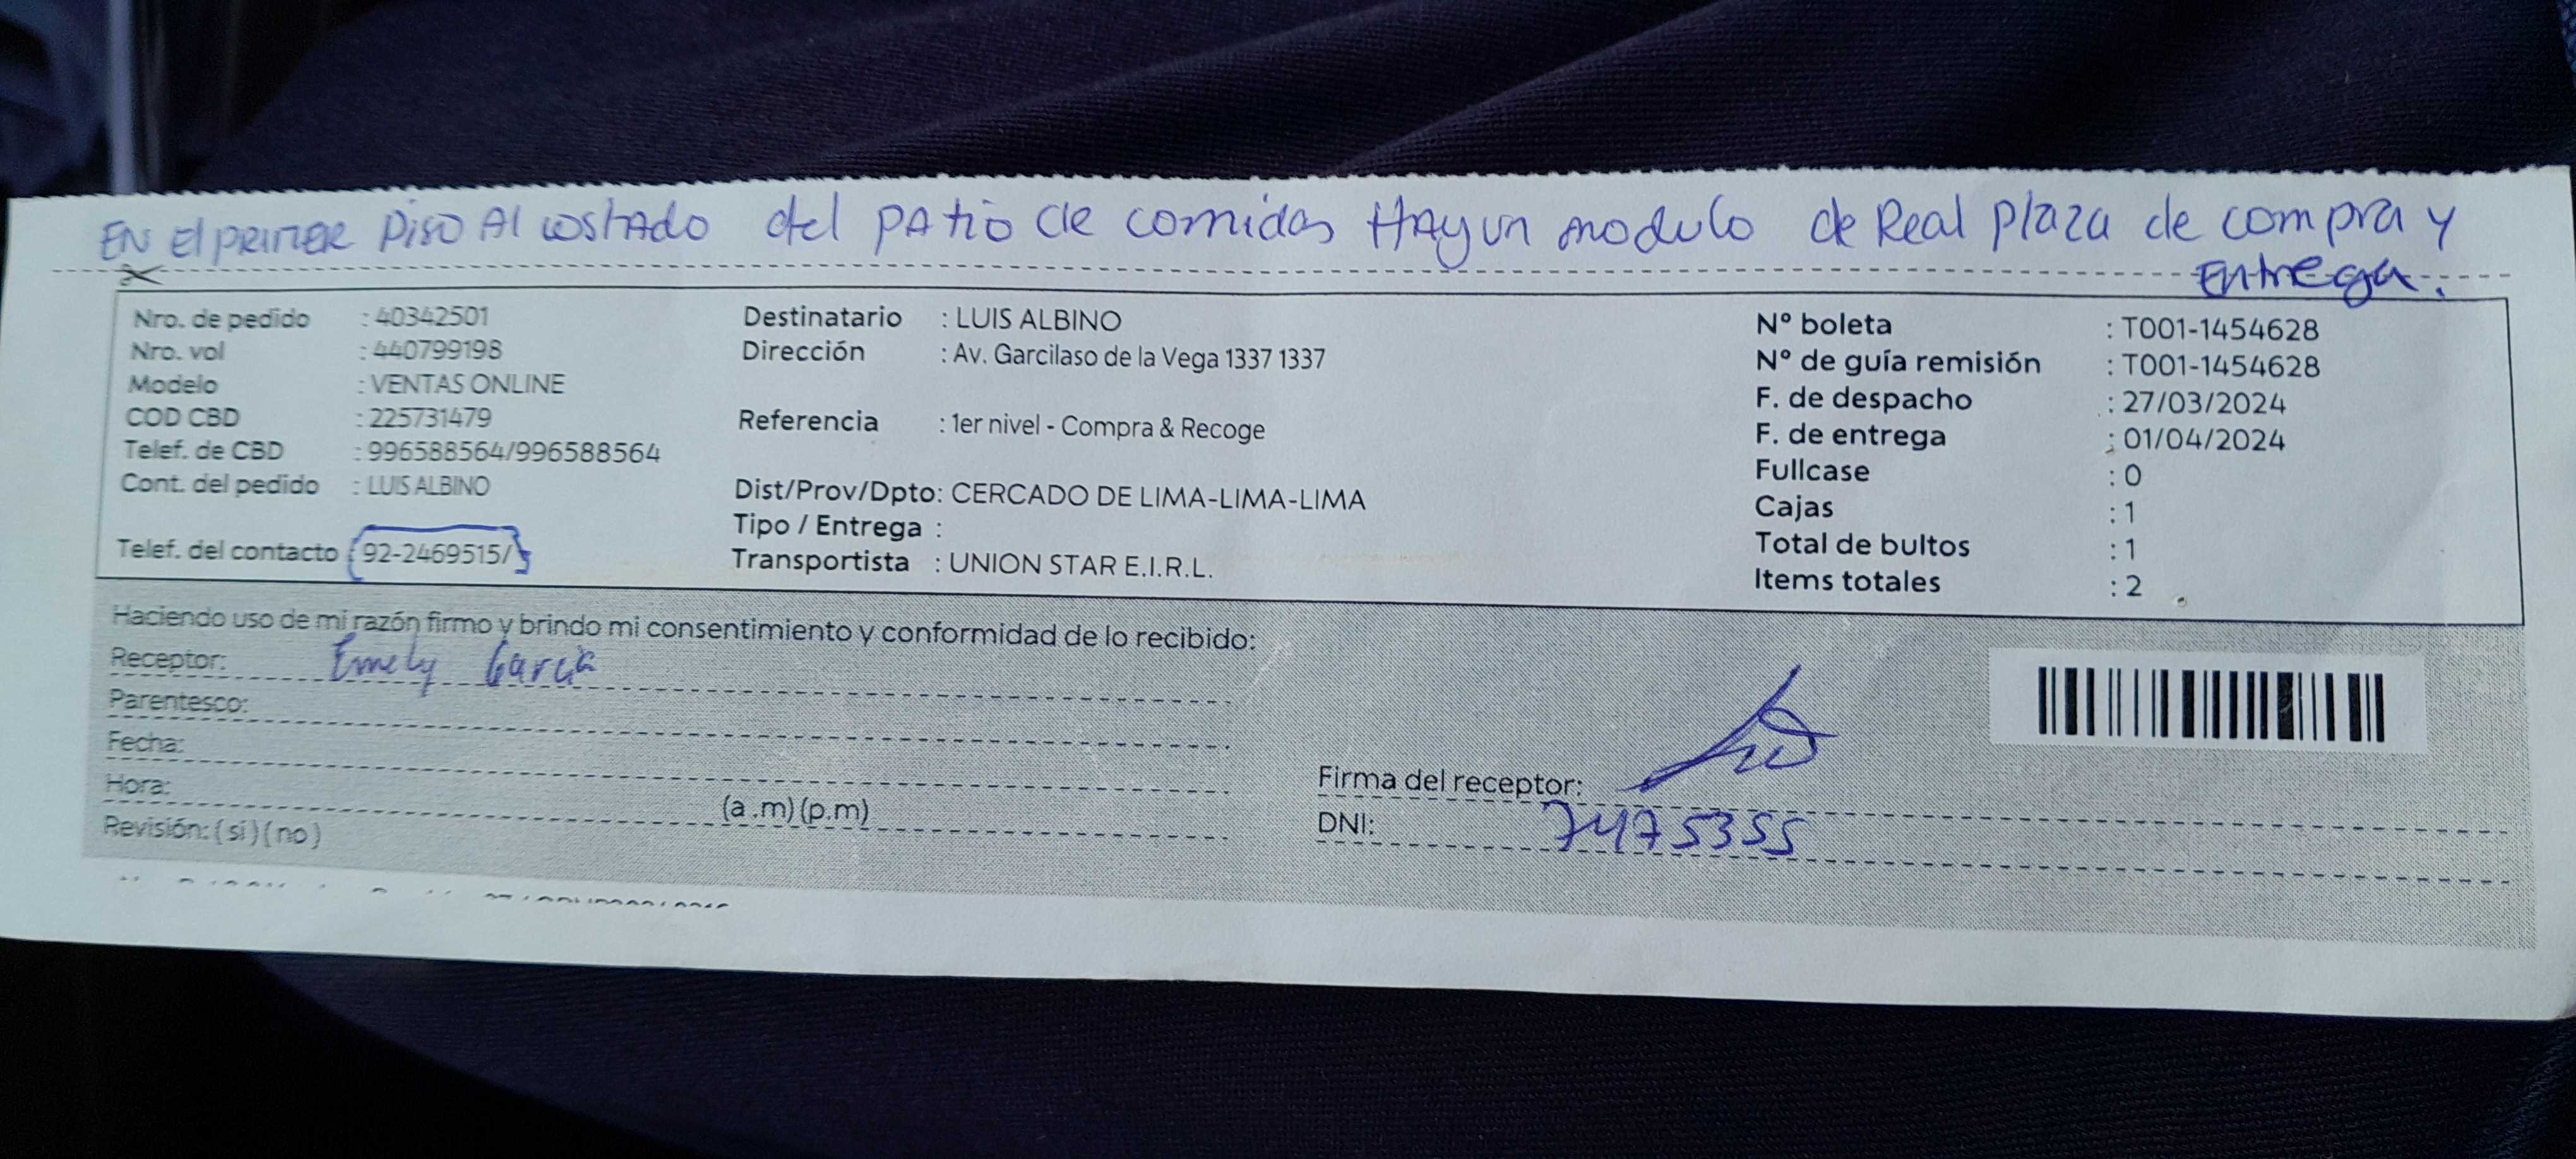 EN El PRIMER PISO Al costado del PAtio de comidas HAY un modulo de Real Plaza de compra y
Entrega.
Nro. de pedido : 40342501
Nro. vol : 440799198
Modelo : VENTAS ONLINE
COD CBD : 225731479
Telef. de CBD : 996588564/996588564
Cont. del pedido : LUIS ALBINO
Telef. del contacto : 92-2469515/
Destinatario : LUIS ALBINO
Dirección : Av. Garcilaso de la Vega 1337 1337
Referencia : 1er nivel - Compra & Recoge
Dist/Prov/Dpto: CERCADO DE LIMA-LIMA-LIMA
Tipo / Entrega :
Transportista : UNION STAR E.I.R.L.
Nº boleta : T001-1454628
Nº de guía remisión : T001-1454628
F. de despacho : 27/03/2024
F. de entrega : 01/04/2024
Fullcase : 0
Cajas : 1
Total de bultos : 1
Items totales : 2
Haciendo uso de mi razón firmo y brindo mi consentimiento y conformidad de lo recibido:
Receptor: Emely Garcia
Parentesco:
Fecha:
Hora: (a .m) (p.m)
Revisión: ( sí ) ( no )
Firma del receptor:
DNI: 74753SS